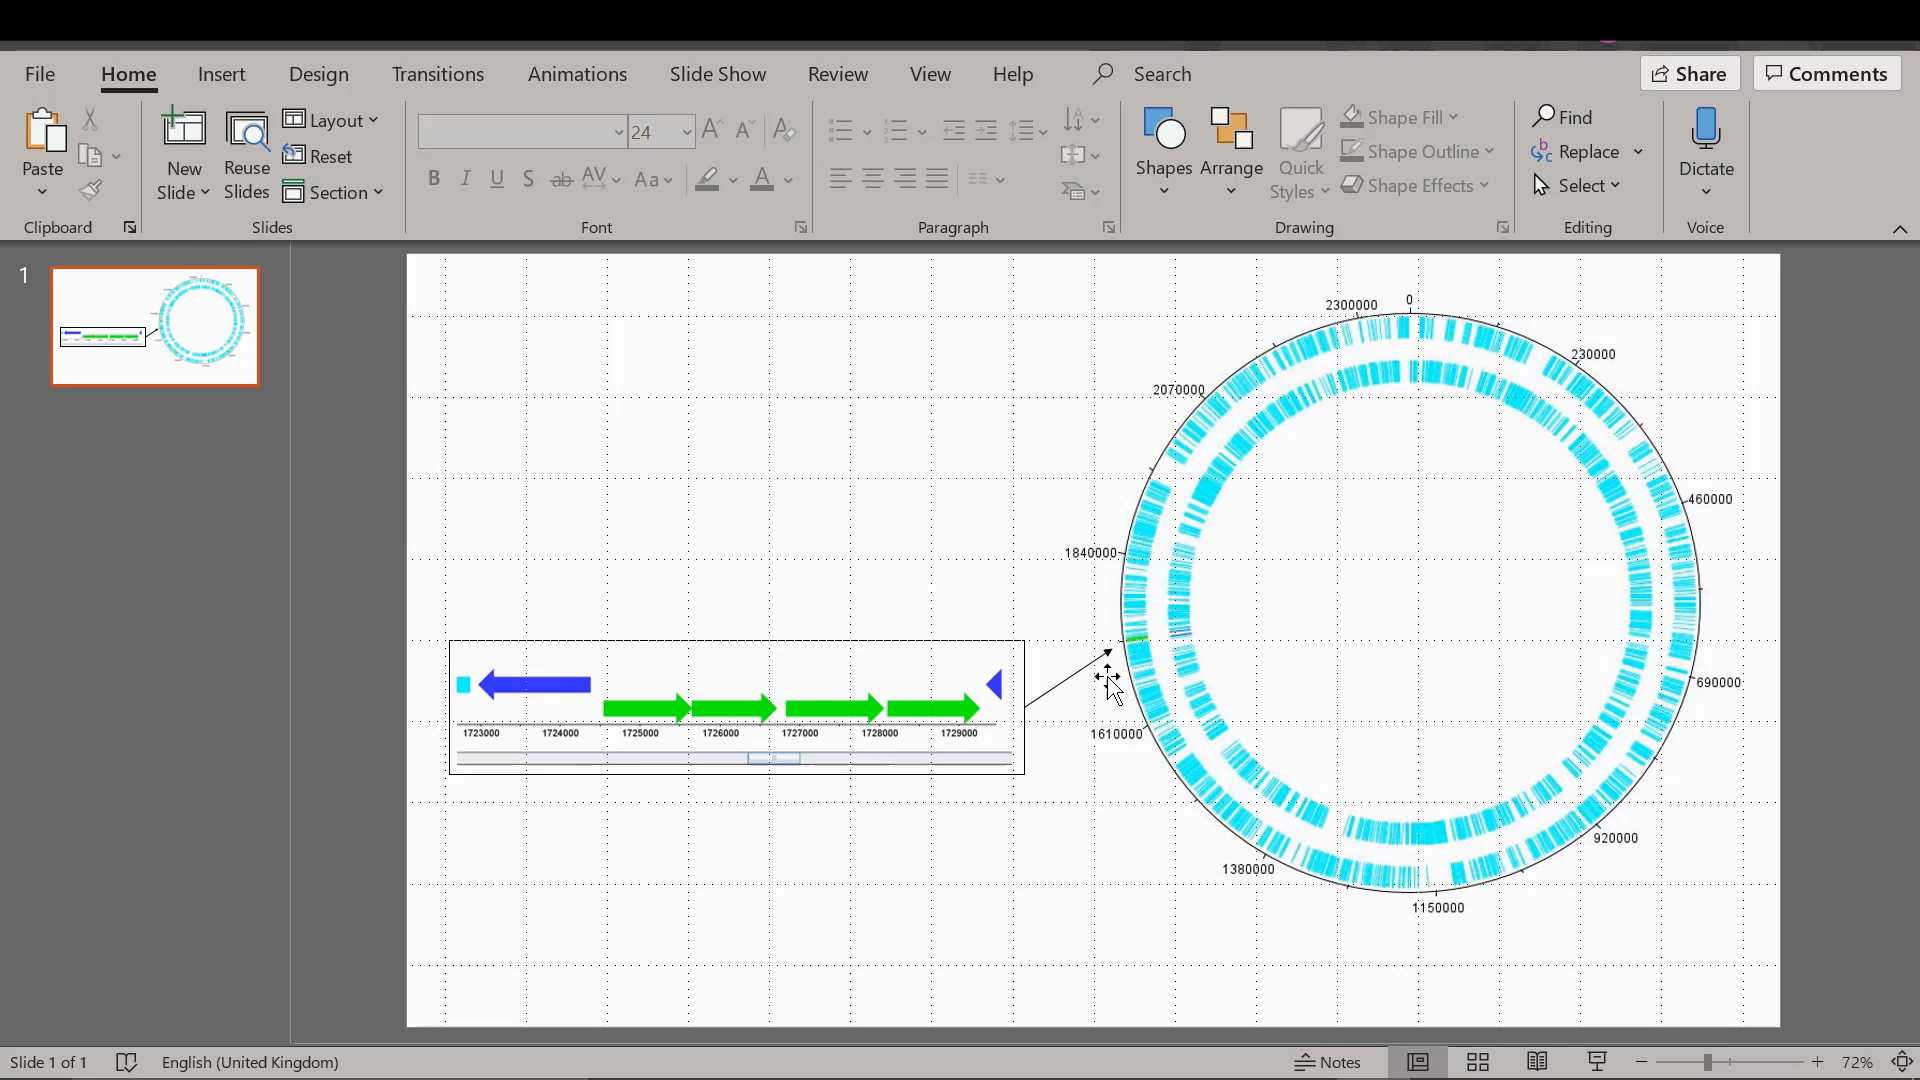 File Home Insert Design Transitions Animations Slide Show Review View Help Search Share Comments
Paste
New Slide
Reuse Slides
Layout
Reset
Section
24
B I U S ab AV Aa A
Shapes
Arrange
Quick Styles
Shape Fill
Shape Outline
Shape Effects
Find
Replace
Select
Dictate
Clipboard Slides Font Paragraph Drawing Editing Voice
1
2300000 0
230000
2070000
460000
1840000
690000
1610000
920000
1380000
1150000
1723000 1724000 1725000 1726000 1727000 1728000 1729000
Slide 1 of 1 English (United Kingdom) Notes 72%